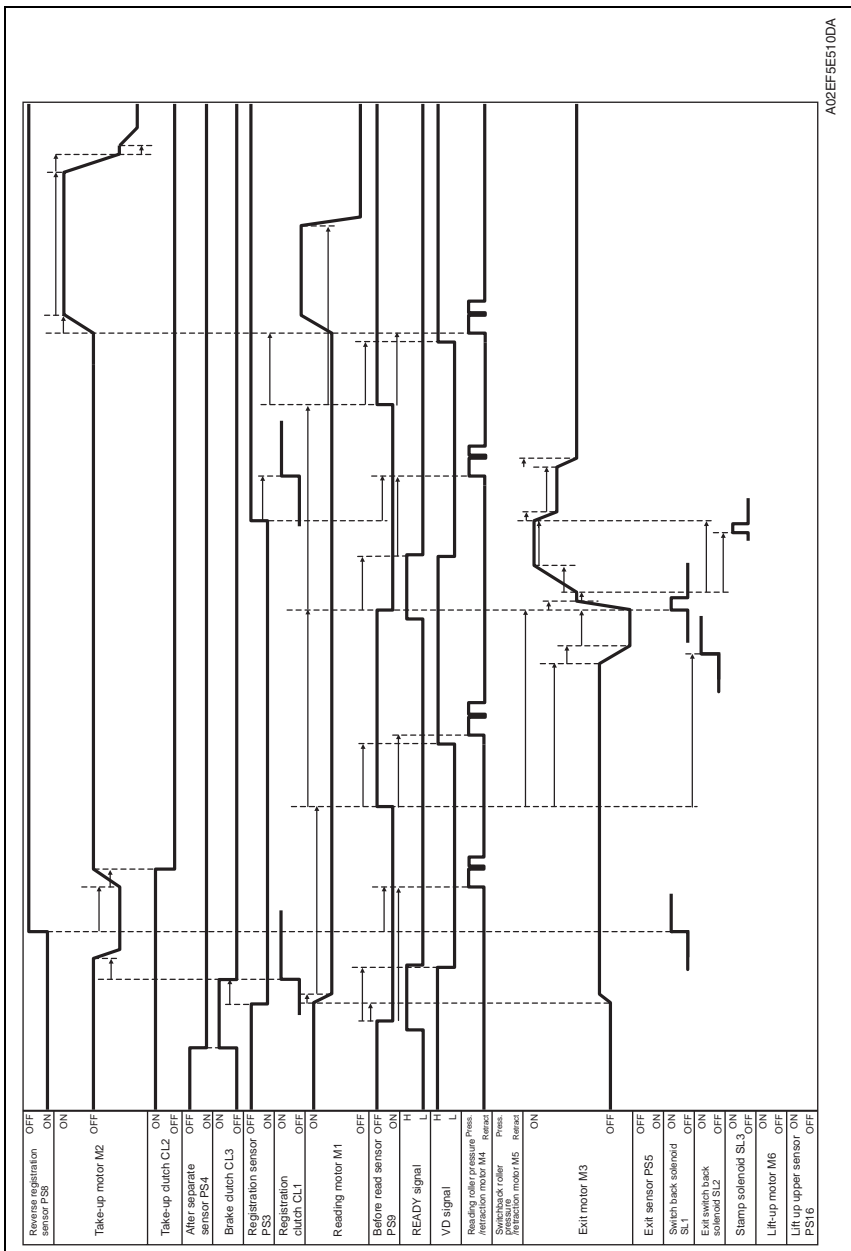 Reverse registration
sensor PS8
OFF
ON
Take-up motor M2
ON
OFF
Take-up clutch CL2
ON
OFF
After separate
sensor PS4
OFF
ON
Brake clutch CL3
ON
OFF
Registration sensor
PS3
OFF
ON
Registration
clutch CL1
ON
OFF
Reading motor M1
ON
OFF
Before read sensor
PS9
OFF
ON
READY signal
H
L
VD signal
H
L
Reading roller pressure
/retraction motor M4
Press.
Retract
Switchback roller
pressure
/retraction motor M5
Press.
Retract
Exit motor M3
ON
OFF
Exit sensor PS5
OFF
ON
Switch back solenoid
SL1
ON
OFF
Exit switch back
solenoid SL2
ON
OFF
Stamp solenoid SL3
ON
OFF
Lift-up motor M6
ON
OFF
Lift up upper sensor
PS16
ON
OFF
A02EF5E510DA